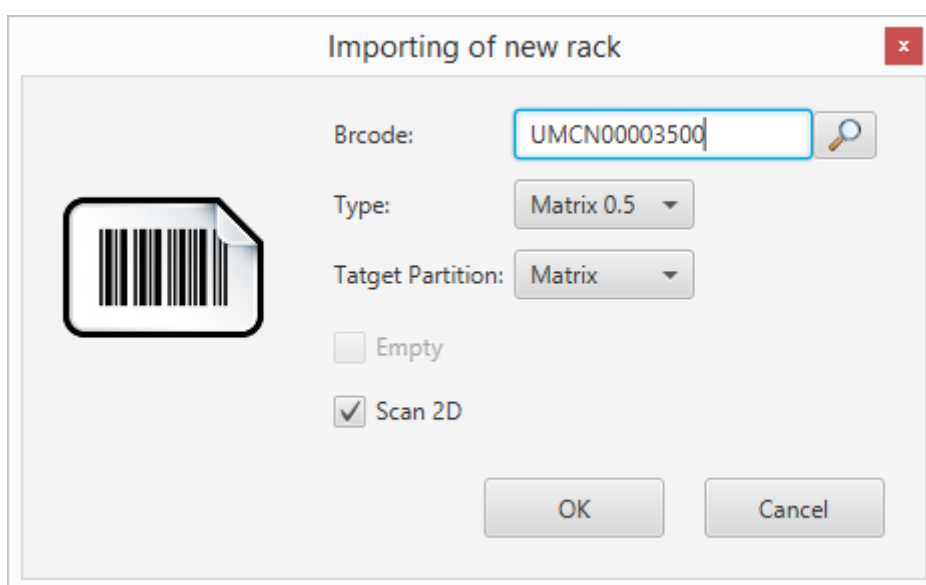 Importing of new rack
x
Brcode: UMCN00003500
Type: Matrix 0.5
Tatget Partition: Matrix
Empty
Scan 2D
OK Cancel